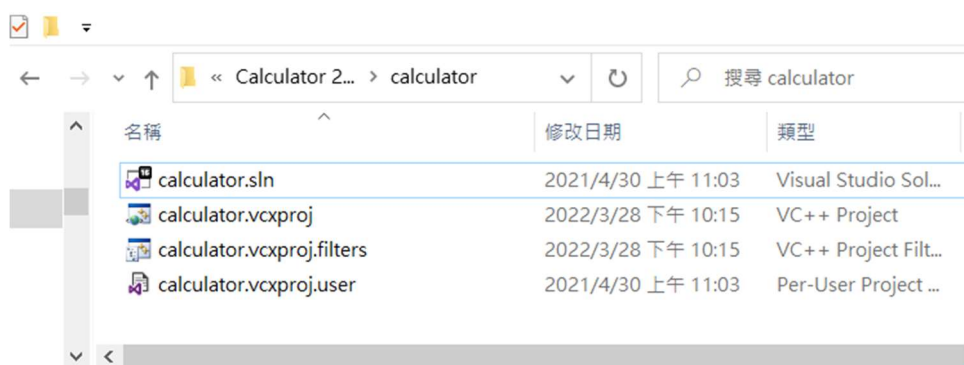 « Calculator 2... > calculator 搜尋 calculator
名稱 修改日期 類型
calculator.sln 2021/4/30 上午 11:03 Visual Studio Sol...
calculator.vcxproj 2022/3/28 下午 10:15 VC++ Project
calculator.vcxproj.filters 2022/3/28 下午 10:15 VC++ Project Filt...
calculator.vcxproj.user 2021/4/30 上午 11:03 Per-User Project ...